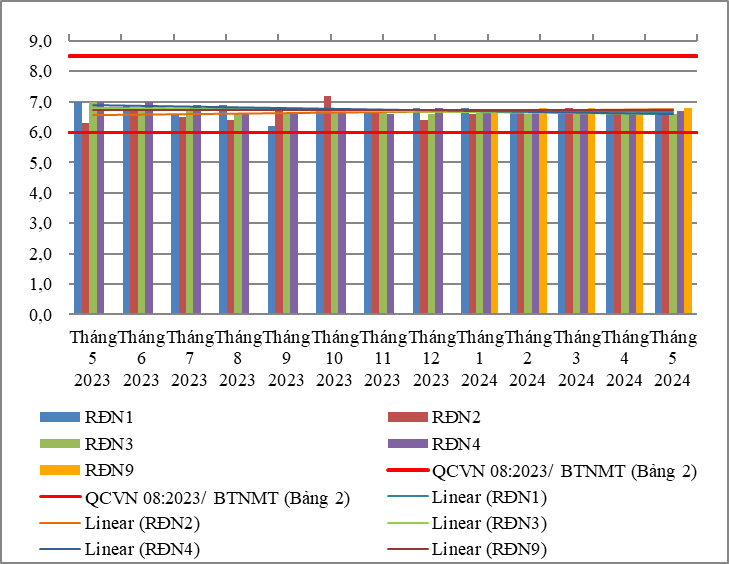 9,0
8,0
7,0
6,0
5,0
4,0
3,0
2,0
1,0
0,0
Tháng Tháng Tháng Tháng Tháng Tháng Tháng Tháng Tháng Tháng Tháng Tháng Tháng
5 6 7 8 9 10 11 12 1 2 3 4 5
2023 2023 2023 2023 2023 2023 2023 2023 2024 2024 2024 2024 2024
RĐN1 RĐN2
RĐN3 RĐN4
RĐN9 QCVN 08:2023/ BTNMT (Bảng 2)
QCVN 08:2023/ BTNMT (Bảng 2) Linear (RĐN1)
Linear (RĐN2) Linear (RĐN3)
Linear (RĐN4) Linear (RĐN9)